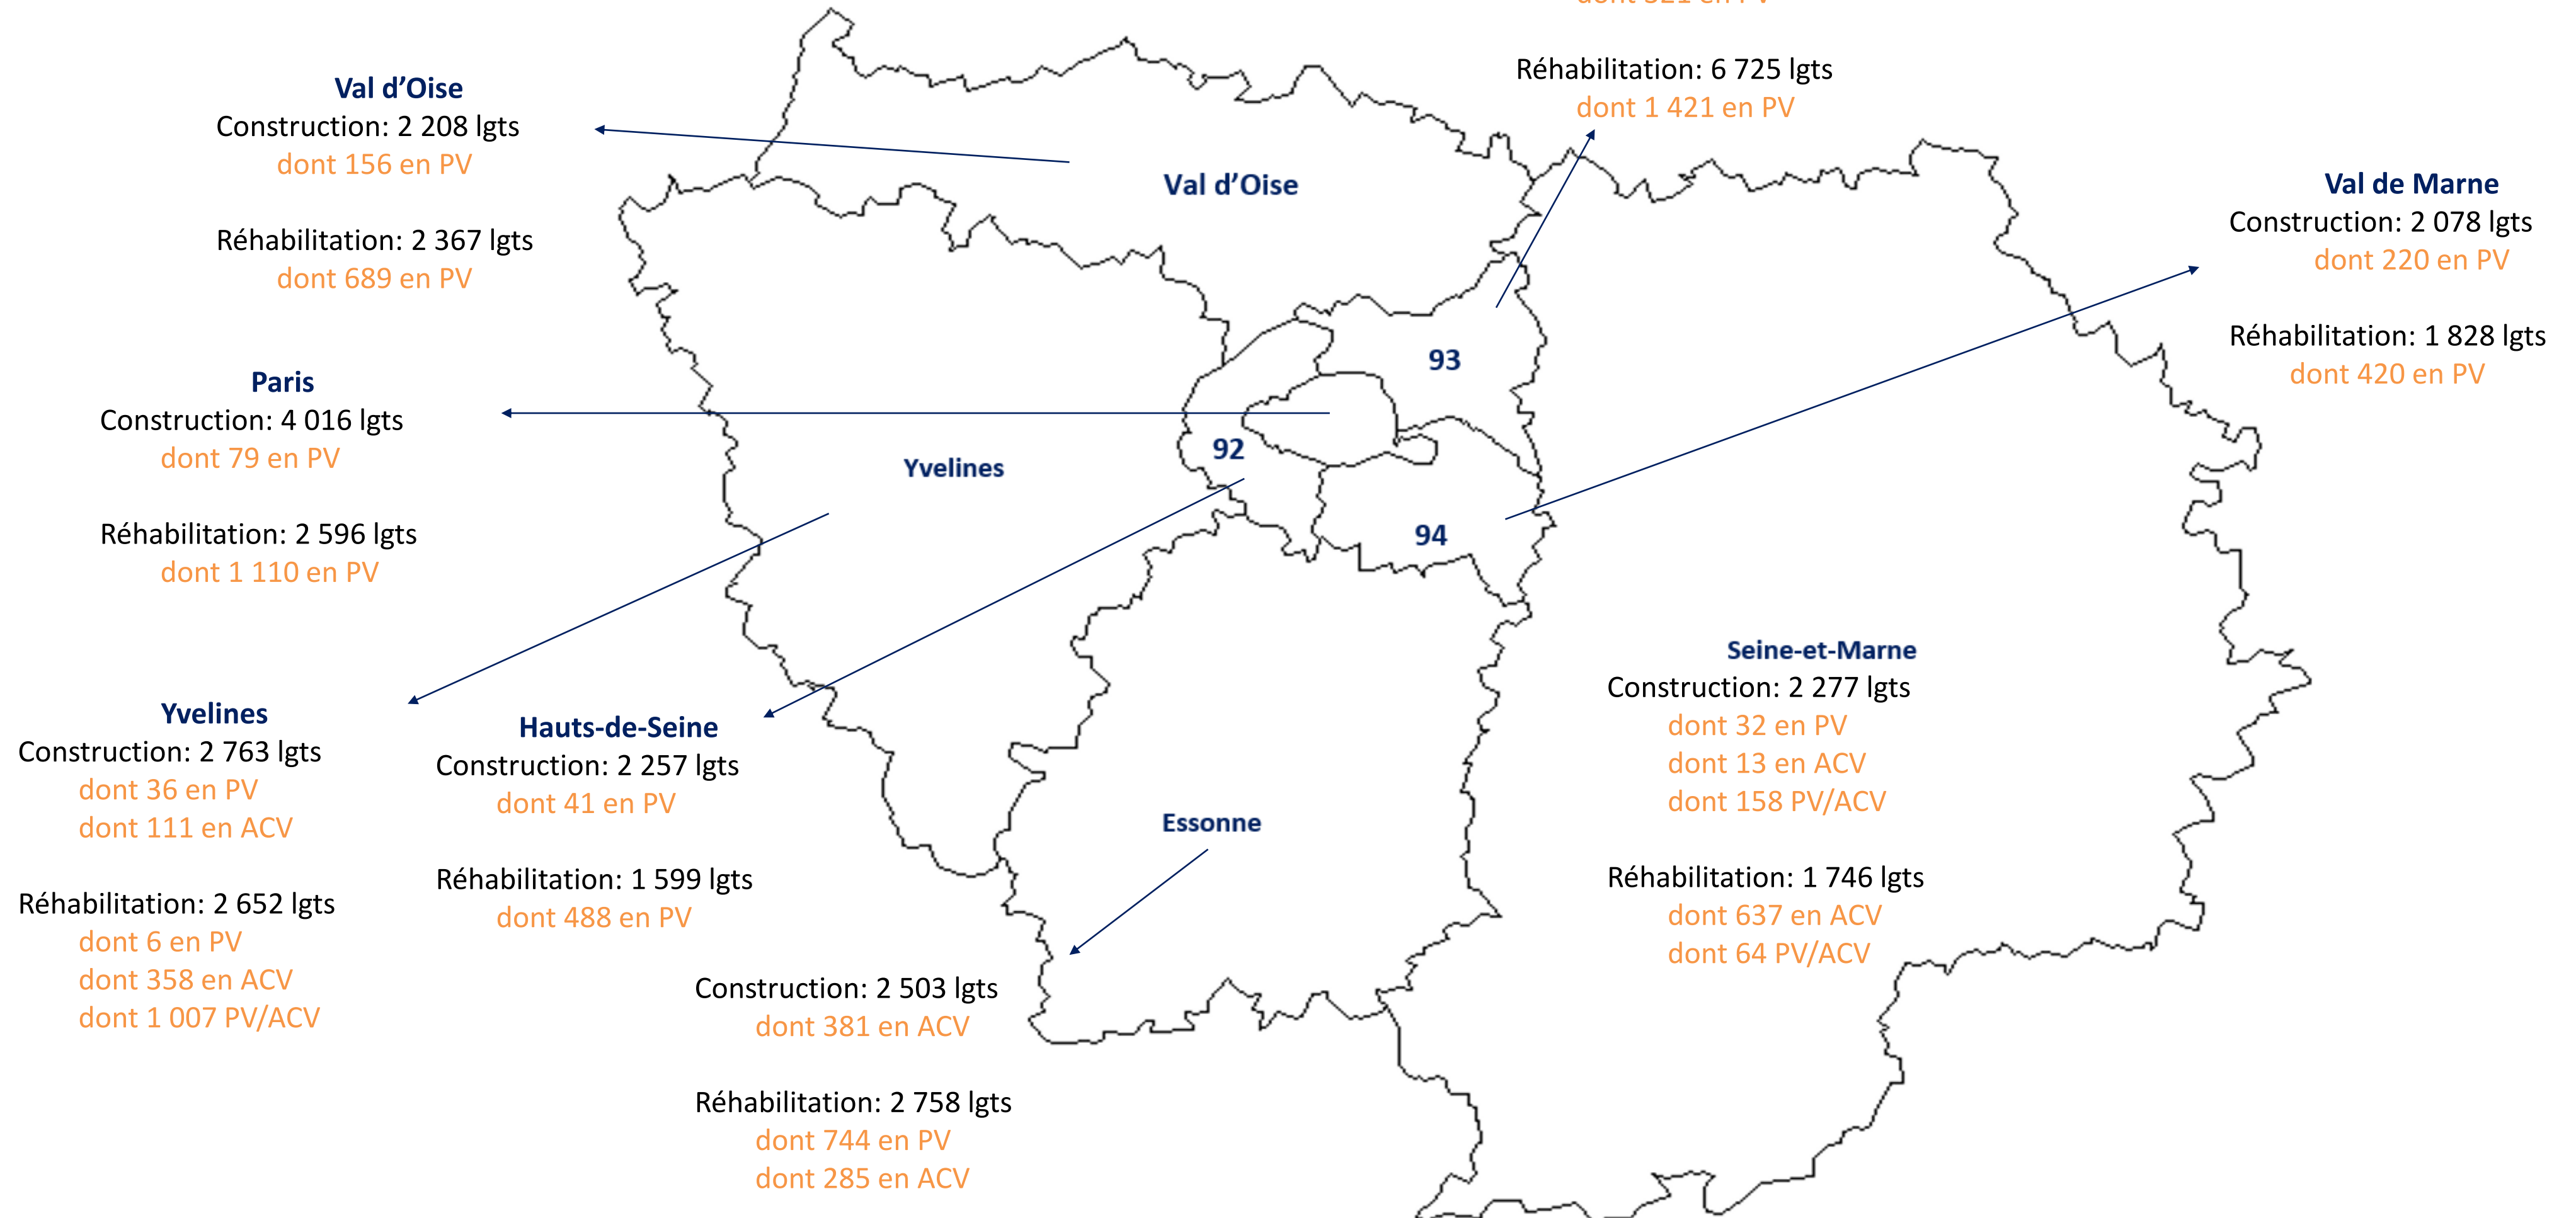 Réhabilitation: 6 725 lgts
dont 1 421 en PV
Val d’Oise
Construction: 2 208 lgts
dont 156 en PV
Réhabilitation: 2 367 lgts
dont 689 en PV
Val d’Oise
Val de Marne
Construction: 2 078 lgts
dont 220 en PV
Réhabilitation: 1 828 lgts
dont 420 en PV
Paris
Construction: 4 016 lgts
dont 79 en PV
Réhabilitation: 2 596 lgts
dont 1 110 en PV
93
92
Yvelines
94
Yvelines
Construction: 2 763 lgts
dont 36 en PV
dont 111 en ACV
Réhabilitation: 2 652 lgts
dont 6 en PV
dont 358 en ACV
dont 1 007 PV/ACV
Hauts-de-Seine
Construction: 2 257 lgts
dont 41 en PV
Réhabilitation: 1 599 lgts
dont 488 en PV
Seine-et-Marne
Construction: 2 277 lgts
dont 32 en PV
dont 13 en ACV
dont 158 PV/ACV
Réhabilitation: 1 746 lgts
dont 637 en ACV
dont 64 PV/ACV
Essonne
Construction: 2 503 lgts
dont 381 en ACV
Réhabilitation: 2 758 lgts
dont 744 en PV
dont 285 en ACV